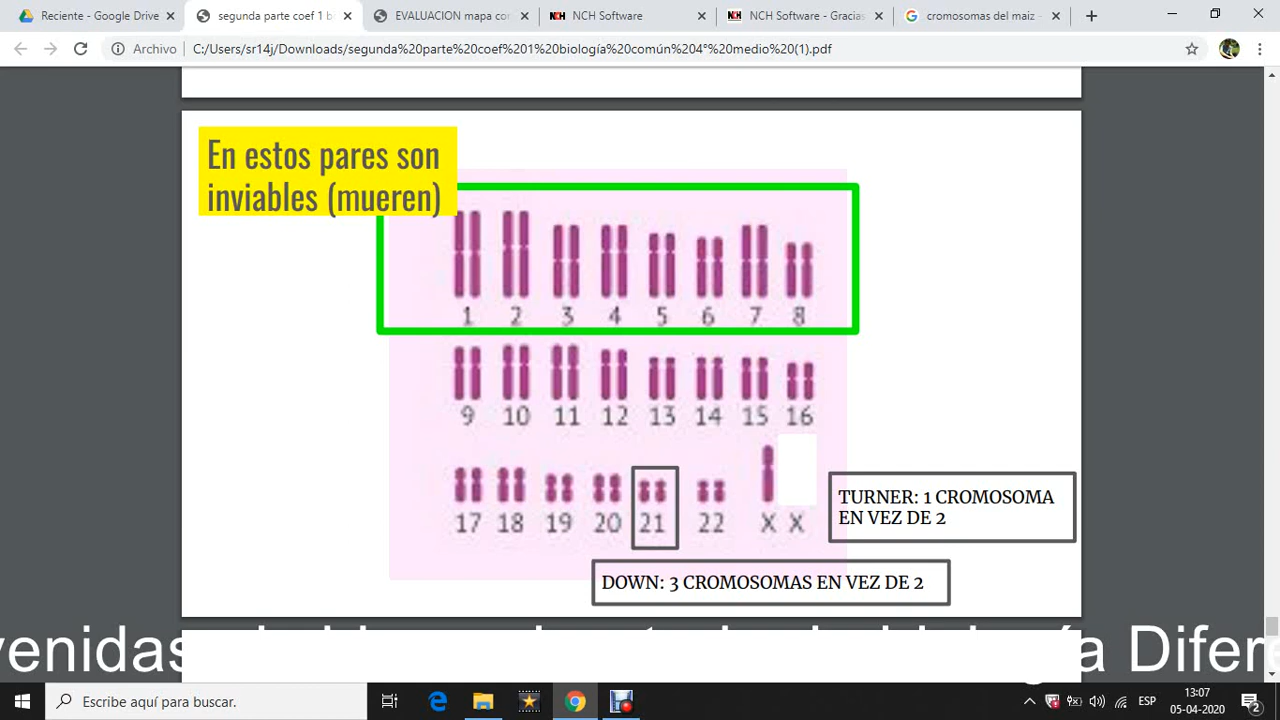 Reciente - Google Drive
segunda parte coef 1 b
EVALUACION mapa con
NCH NCH Software
NCH NCH Software - Gracias
cromosomas del maiz -
Archivo C:/Users/sr14j/Downloads/segunda%20parte%20coef%201%20biología%20común%204°%20medio%20(1).pdf
En estos pares son
inviables (mueren)
1 2 3 4 5 6 7 8
9 10 11 12 13 14 15 16
TURNER: 1 CROMOSOMA
EN VEZ DE 2
17 18 19 20 21 22 X X
DOWN: 3 CROMOSOMAS EN VEZ DE 2
Escribe aquí para buscar.
ESP
13:07
05-04-2020
2